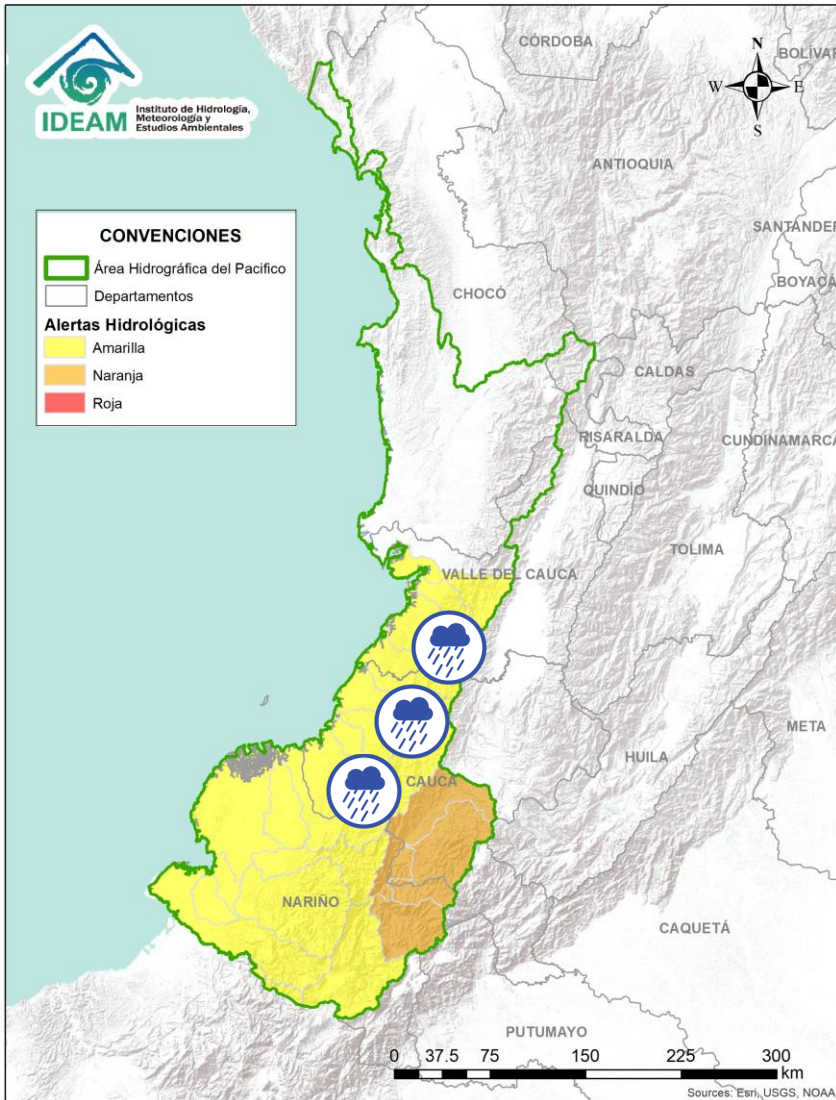 IDEAM
Instituto de Hidrología,
Meteorología y
Estudios Ambientales
CÓRDOBA
BOLÍVAR
N
W
E
S
ANTIOQUIA
SANTANDER
BOYACÁ
CONVENCIONES
Área Hidrográfica del Pacifico
Departamentos
Alertas Hidrológicas
Amarilla
Naranja
Roja
CHOCÓ
CALDAS
RISARALDA
CUNDINAMARCA
QUINDÍO
TOLIMA
VALLE DEL CAUCA
META
HUILA
CAUCA
NARIÑO
CAQUETÁ
PUTUMAYO
0 37.5 75 150 225 300
km
Sources: Esri, USGS, NOAA